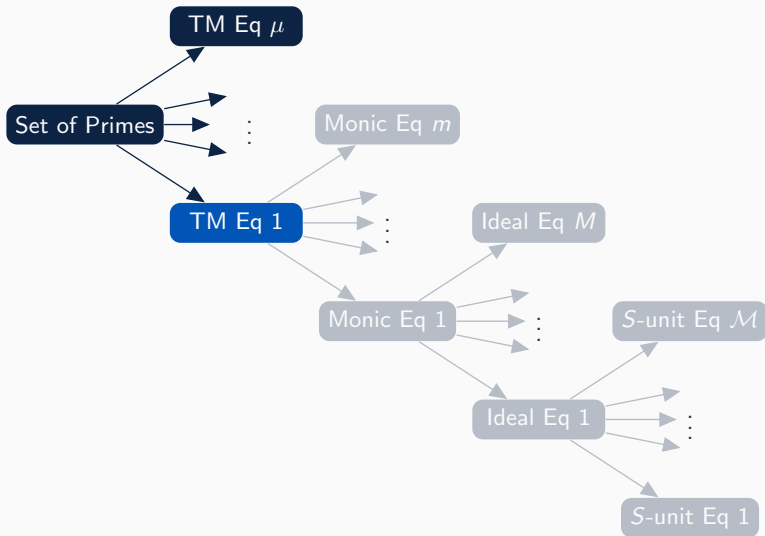 TM Eq μ
Set of Primes
⋮
Monic Eq m
TM Eq 1
⋮
Ideal Eq M
Monic Eq 1
⋮
S-unit Eq ℳ
Ideal Eq 1
⋮
S-unit Eq 1